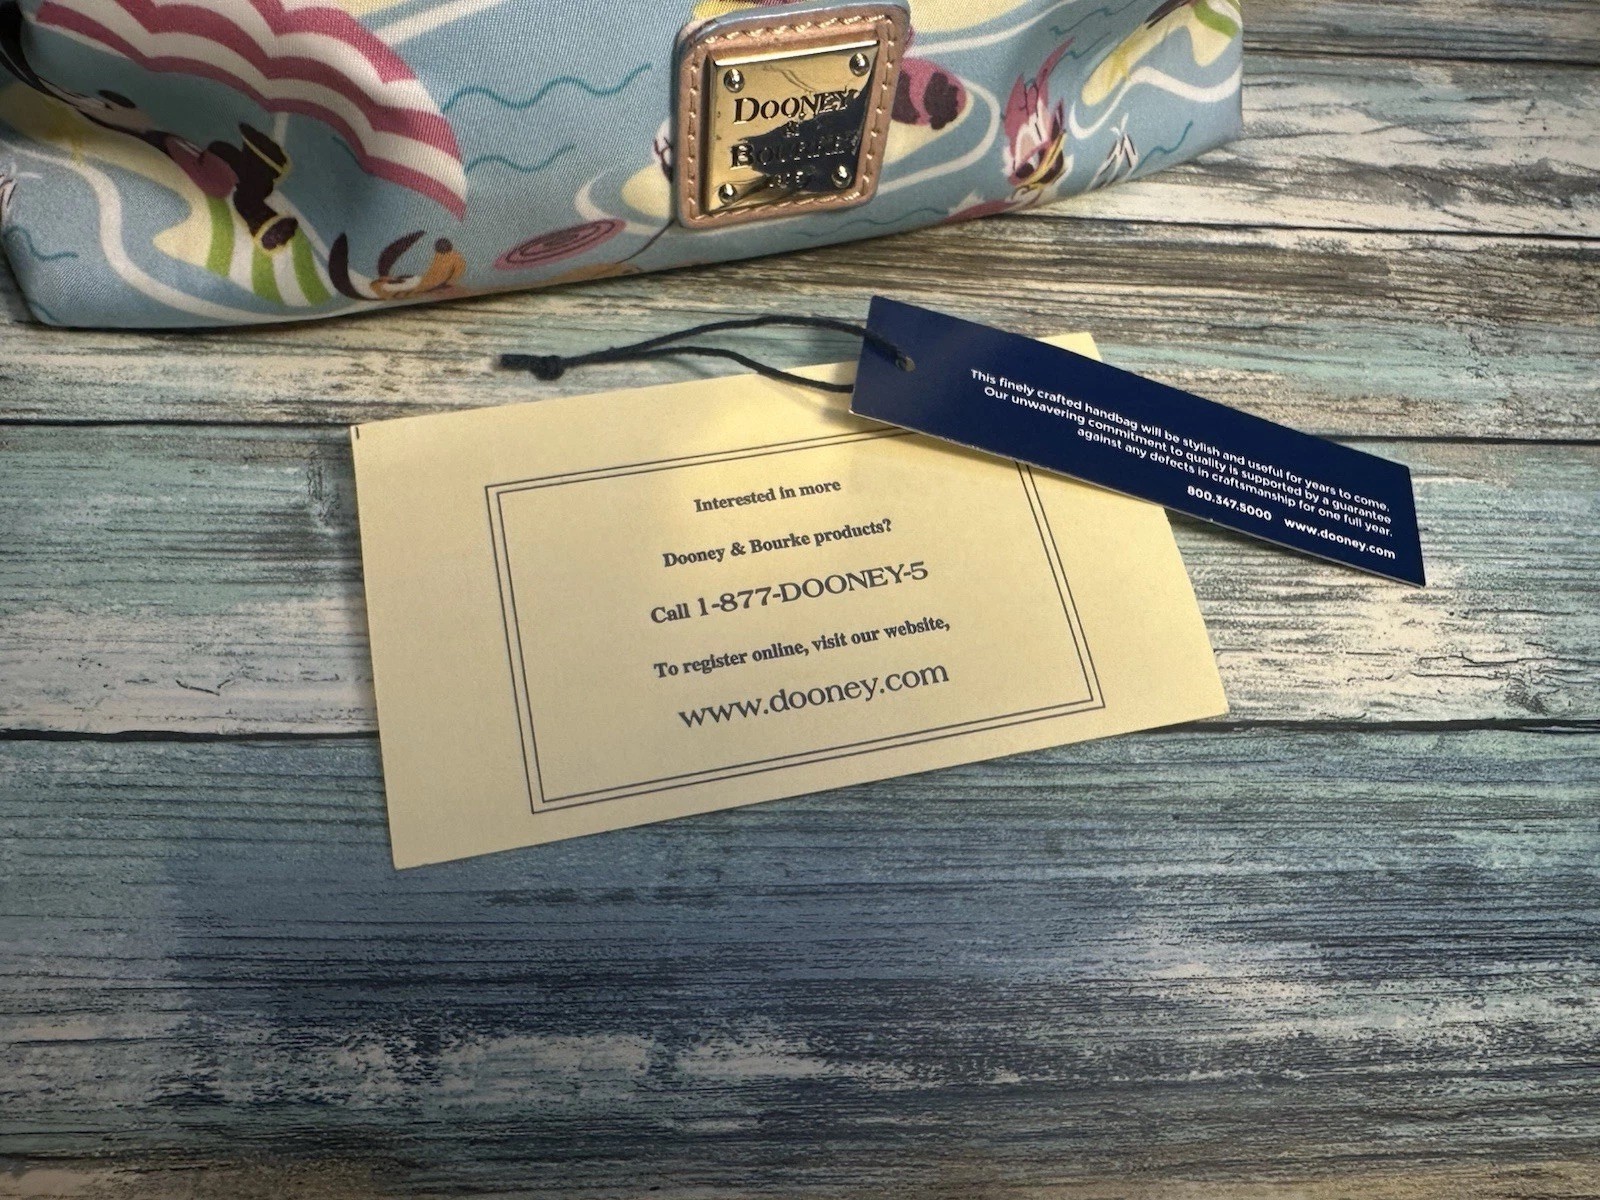 DOONEY
&
BOURKE
Interested in more
Dooney & Bourke products?
Call 1-877-DOONEY-5
To register online, visit our website,
www.dooney.com
This finely crafted handbag will be stylish and useful for years to come.
Our unwavering commitment to quality is supported by a guarantee
against any defects in craftsmanship for one full year.
800.347.5000 www.dooney.com